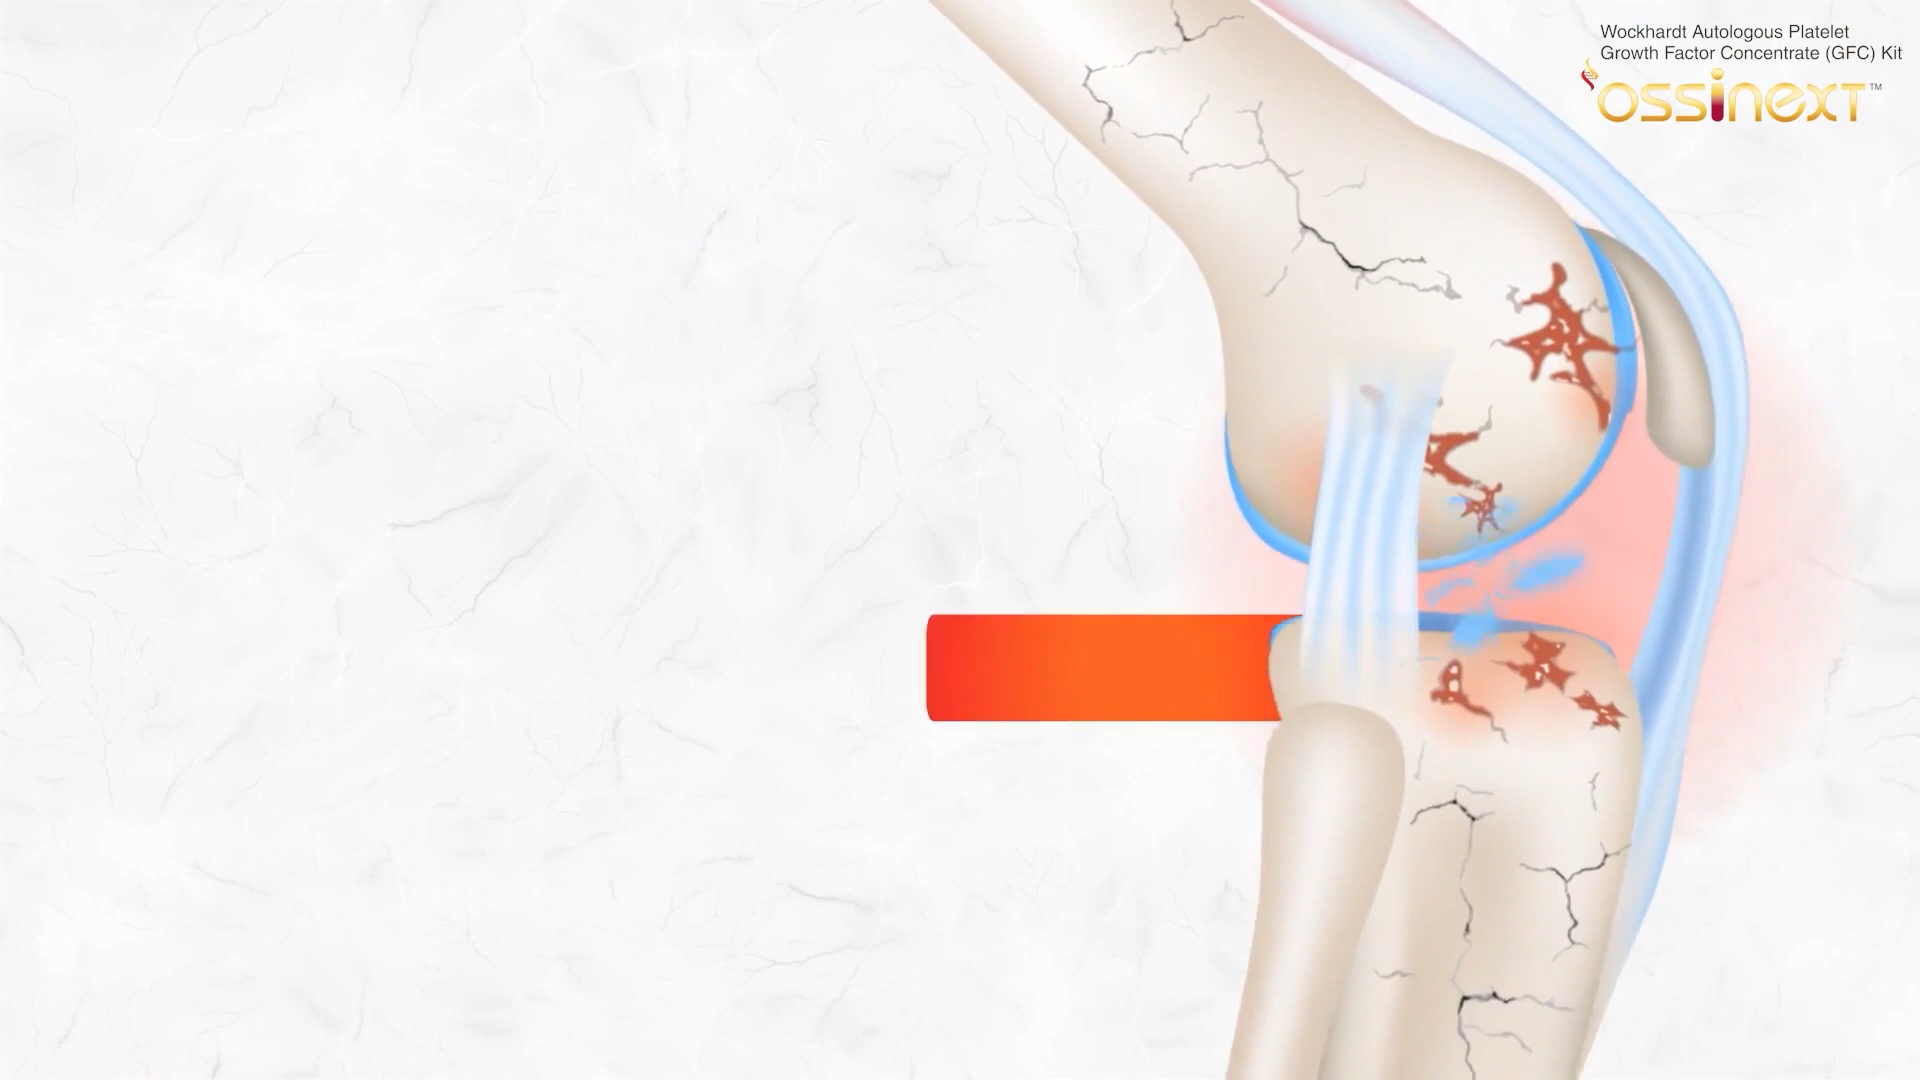 Wockhardt Autologous Platelet
Growth Factor Concentrate (GFC) Kit
OSSINEXT™